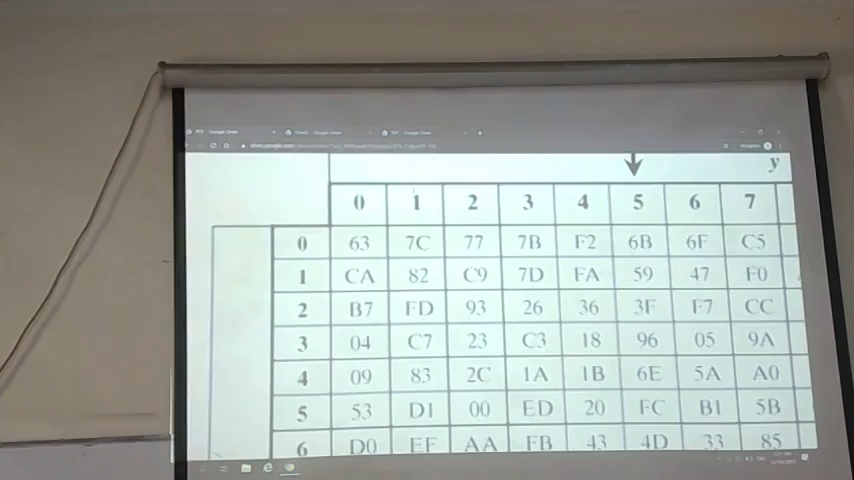 y
0 1 2 3 4 5 6 7
0 63 7C 77 7B F2 6B 6F C5
1 CA 82 C9 7D FA 59 47 F0
2 B7 FD 93 26 36 3F F7 CC
3 04 C7 23 C3 18 96 05 9A
4 09 83 2C 1A 1B 6E 5A A0
5 53 D1 00 ED 20 FC B1 5B
6 D0 EF AA FB 43 4D 33 85